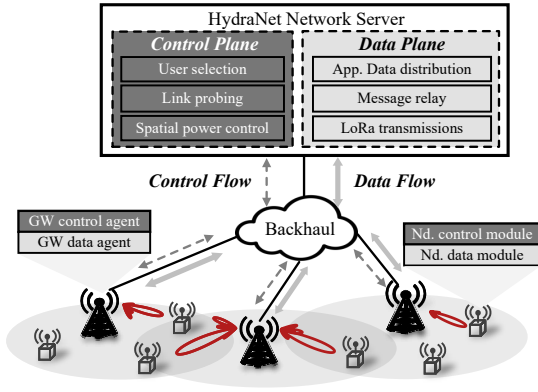 HydraNet Network Server
Control Plane
User selection
Link probing
Spatial power control
Data Plane
App. Data distribution
Message relay
LoRa transmissions
Control Flow
Data Flow
GW control agent
GW data agent
Backhaul
Nd. control module
Nd. data module